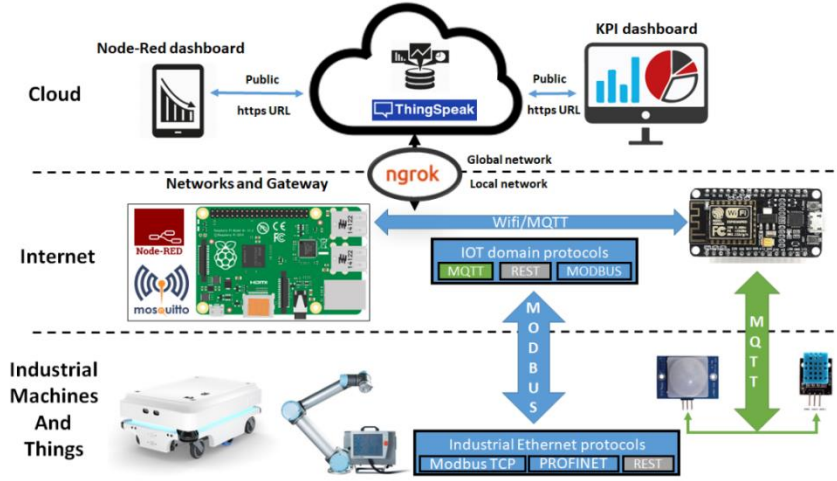 Node-Red dashboard
KPI dashboard
Cloud
Public
https URL
ThingSpeak
Public
https URL
ngrok
Global network
Local network
Networks and Gateway
Internet
Node-RED
mosquitto
HDMI
Wifi/MQTT
IOT domain protocols
MQTT
REST
MODBUS
WiFi
MODBUS
MQTT
Industrial
Machines
And
Things
Industrial Ethernet protocols
Modbus TCP
PROFINET
REST